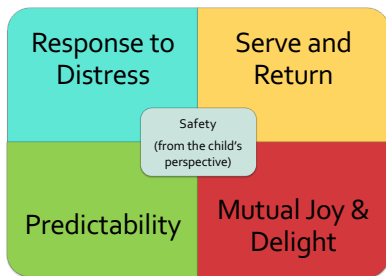 Response to
Distress
Serve and
Return
Safety
(from the child's
perspective)
Predictability
Mutual Joy &
Delight